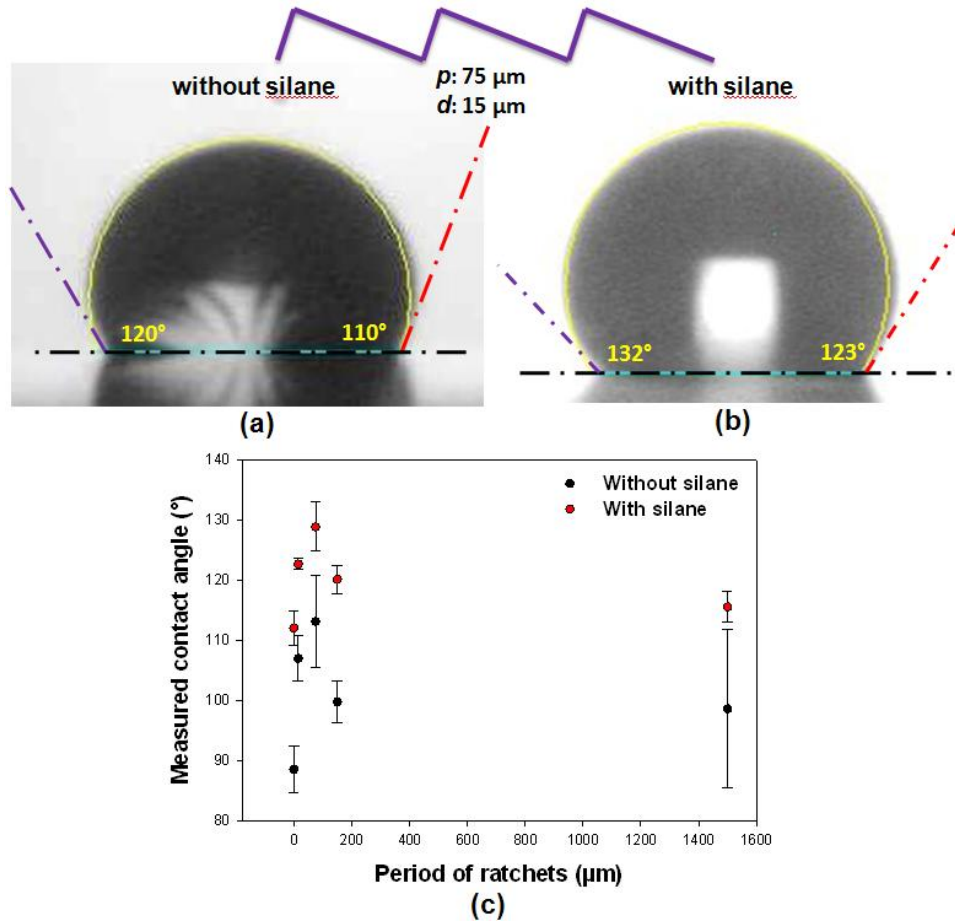 without silane
p: 75 µm
d: 15 µm
with silane
120°
110°
132°
123°
(a)
(b)
140
130
120
110
100
90
80
Measured contact angle (°)
Without silane
With silane
0 200 400 600 800 1000 1200 1400 1600
Period of ratchets (µm)
(c)